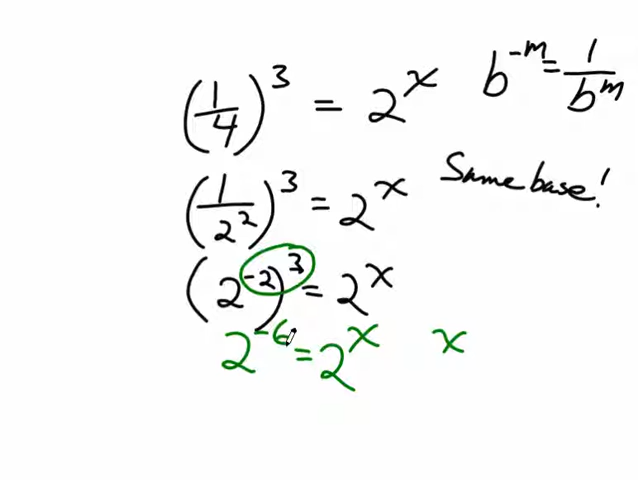 (1/4)^3 = 2^x   b^-m = 1/b^m
Same base!
(1/2^2)^3 = 2^x
(2^-2)^3 = 2^x
2^-6 = 2^x   x